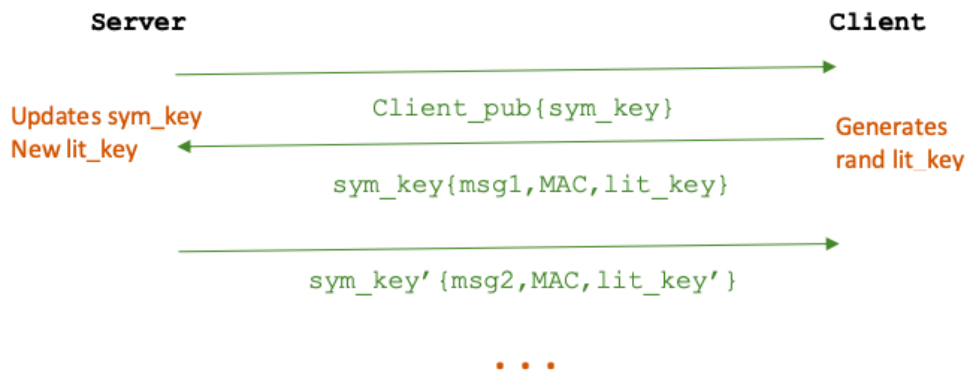 Server
Client
Client_pub{sym_key}
Updates sym_key
New lit_key
Generates
rand lit_key
sym_key{msg1,MAC,lit_key}
sym_key’{msg2,MAC,lit_key’}
...